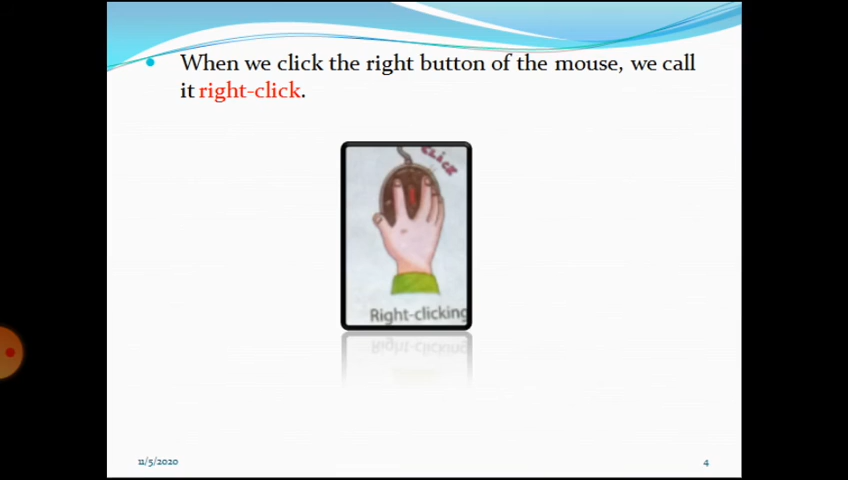 When we click the right button of the mouse, we call
it right-click.
CLICK
Right-clicking
11/5/2020
4